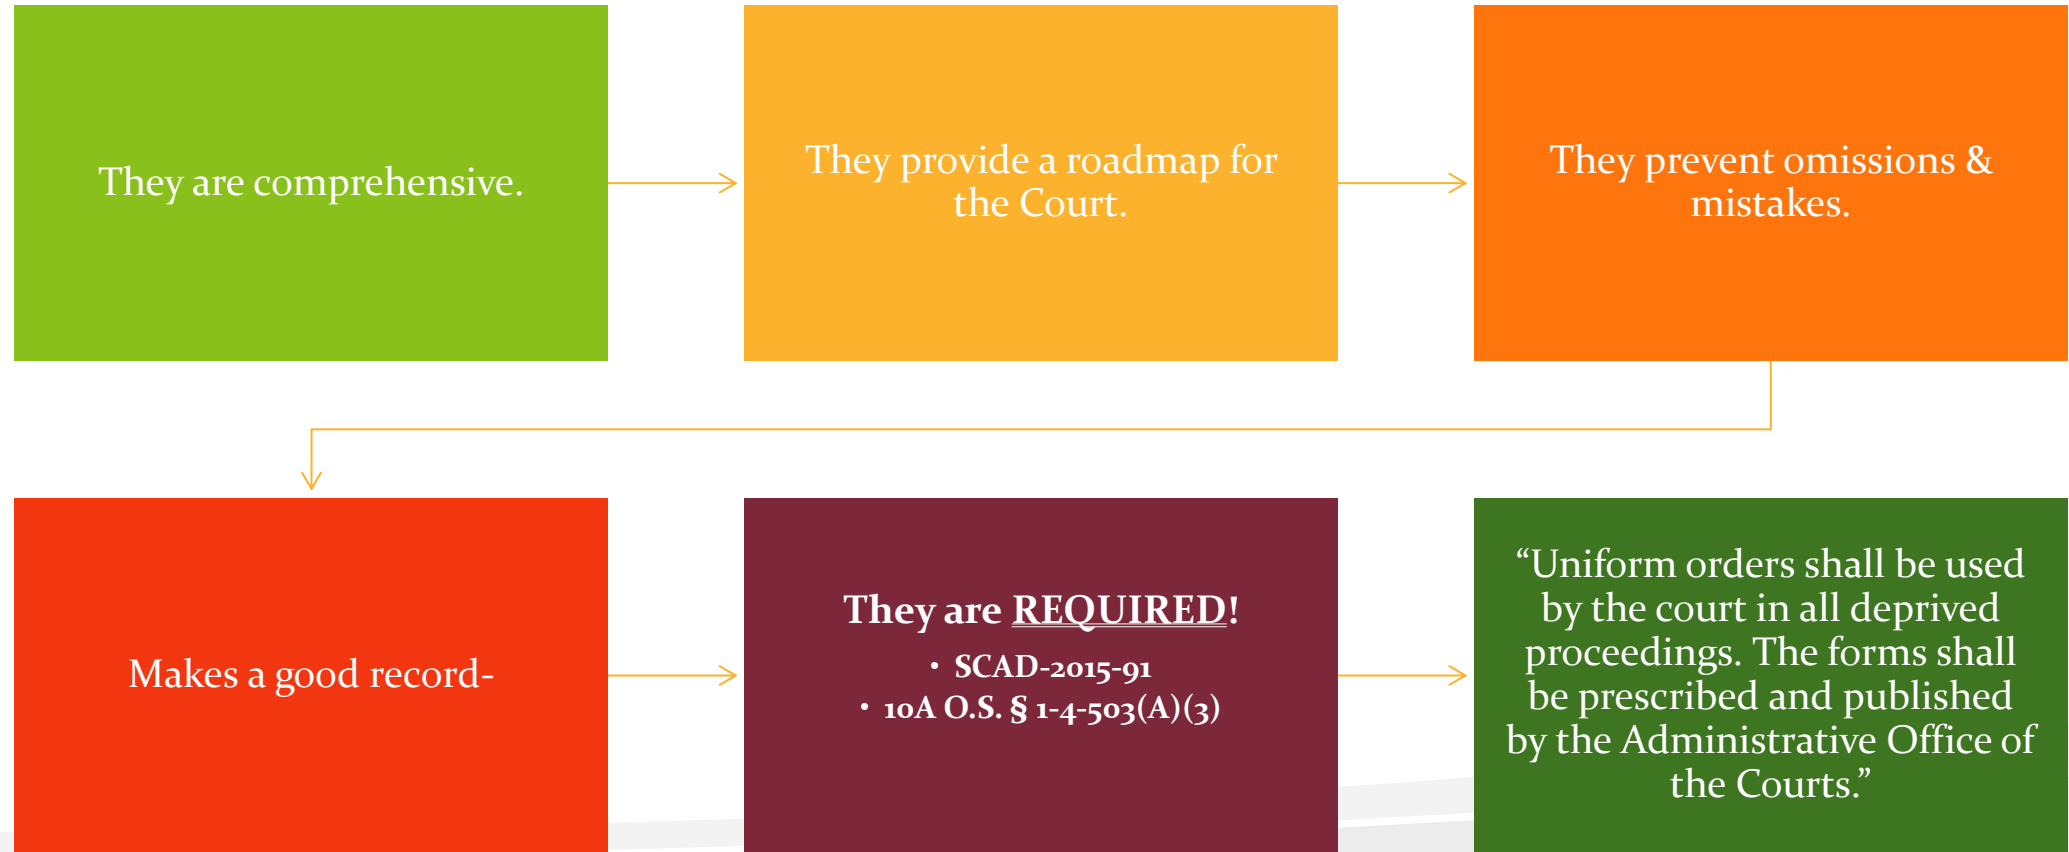 They are comprehensive.
They provide a roadmap for
the Court.
They prevent omissions &
mistakes.
Makes a good record-
They are REQUIRED!
• SCAD-2015-91
• 10A O.S. § 1-4-503(A)(3)
“Uniform orders shall be used
by the court in all deprived
proceedings. The forms shall
be prescribed and published
by the Administrative Office of
the Courts.”